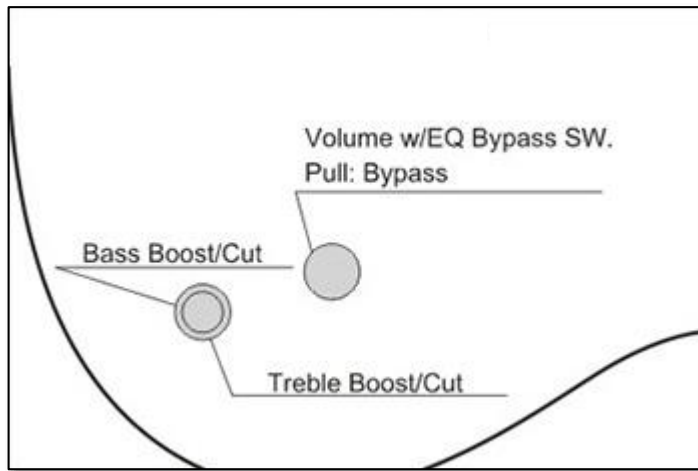 Volume w/EQ Bypass SW.
Pull: Bypass
Bass Boost/Cut
Treble Boost/Cut